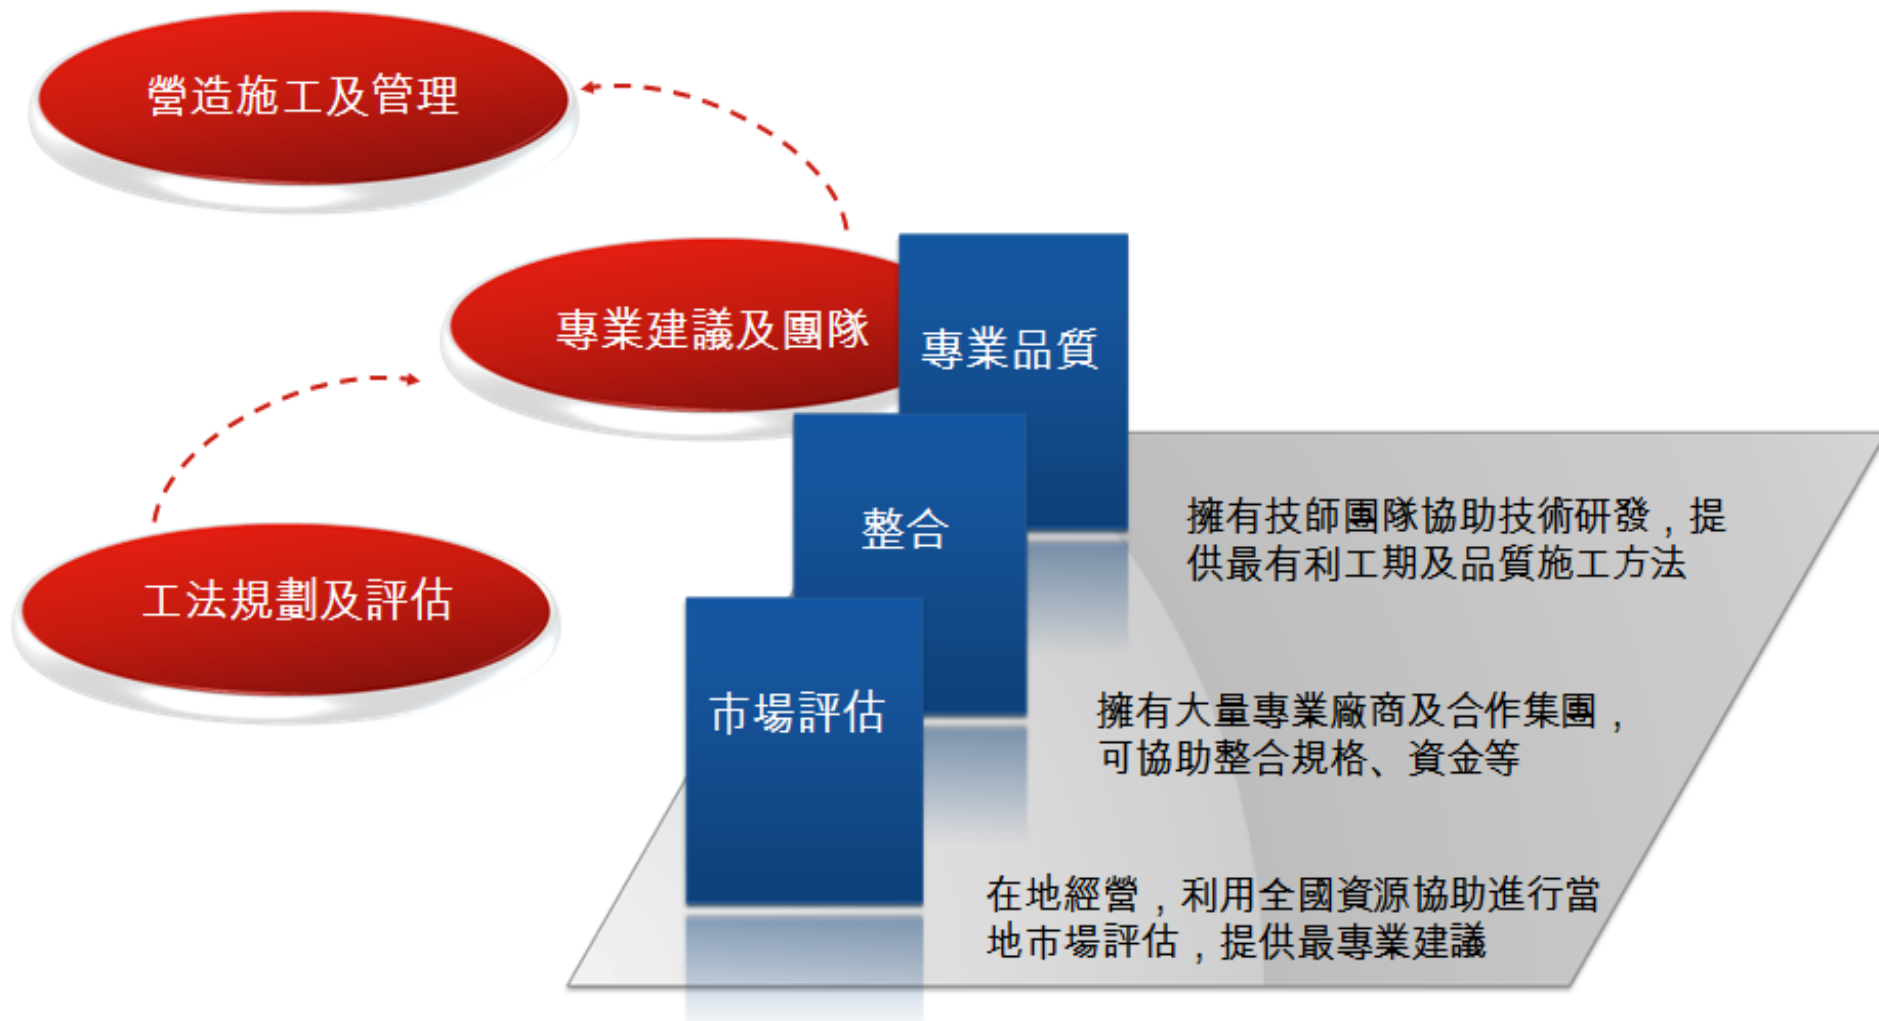 營造施工及管理
專業建議及團隊
專業品質
整合
工法規劃及評估
市場評估
擁有技師團隊協助技術研發，提
供最有利工期及品質施工方法
擁有大量專業廠商及合作集團，
可協助整合規格、資金等
在地經營，利用全國資源協助進行當
地市場評估，提供最專業建議